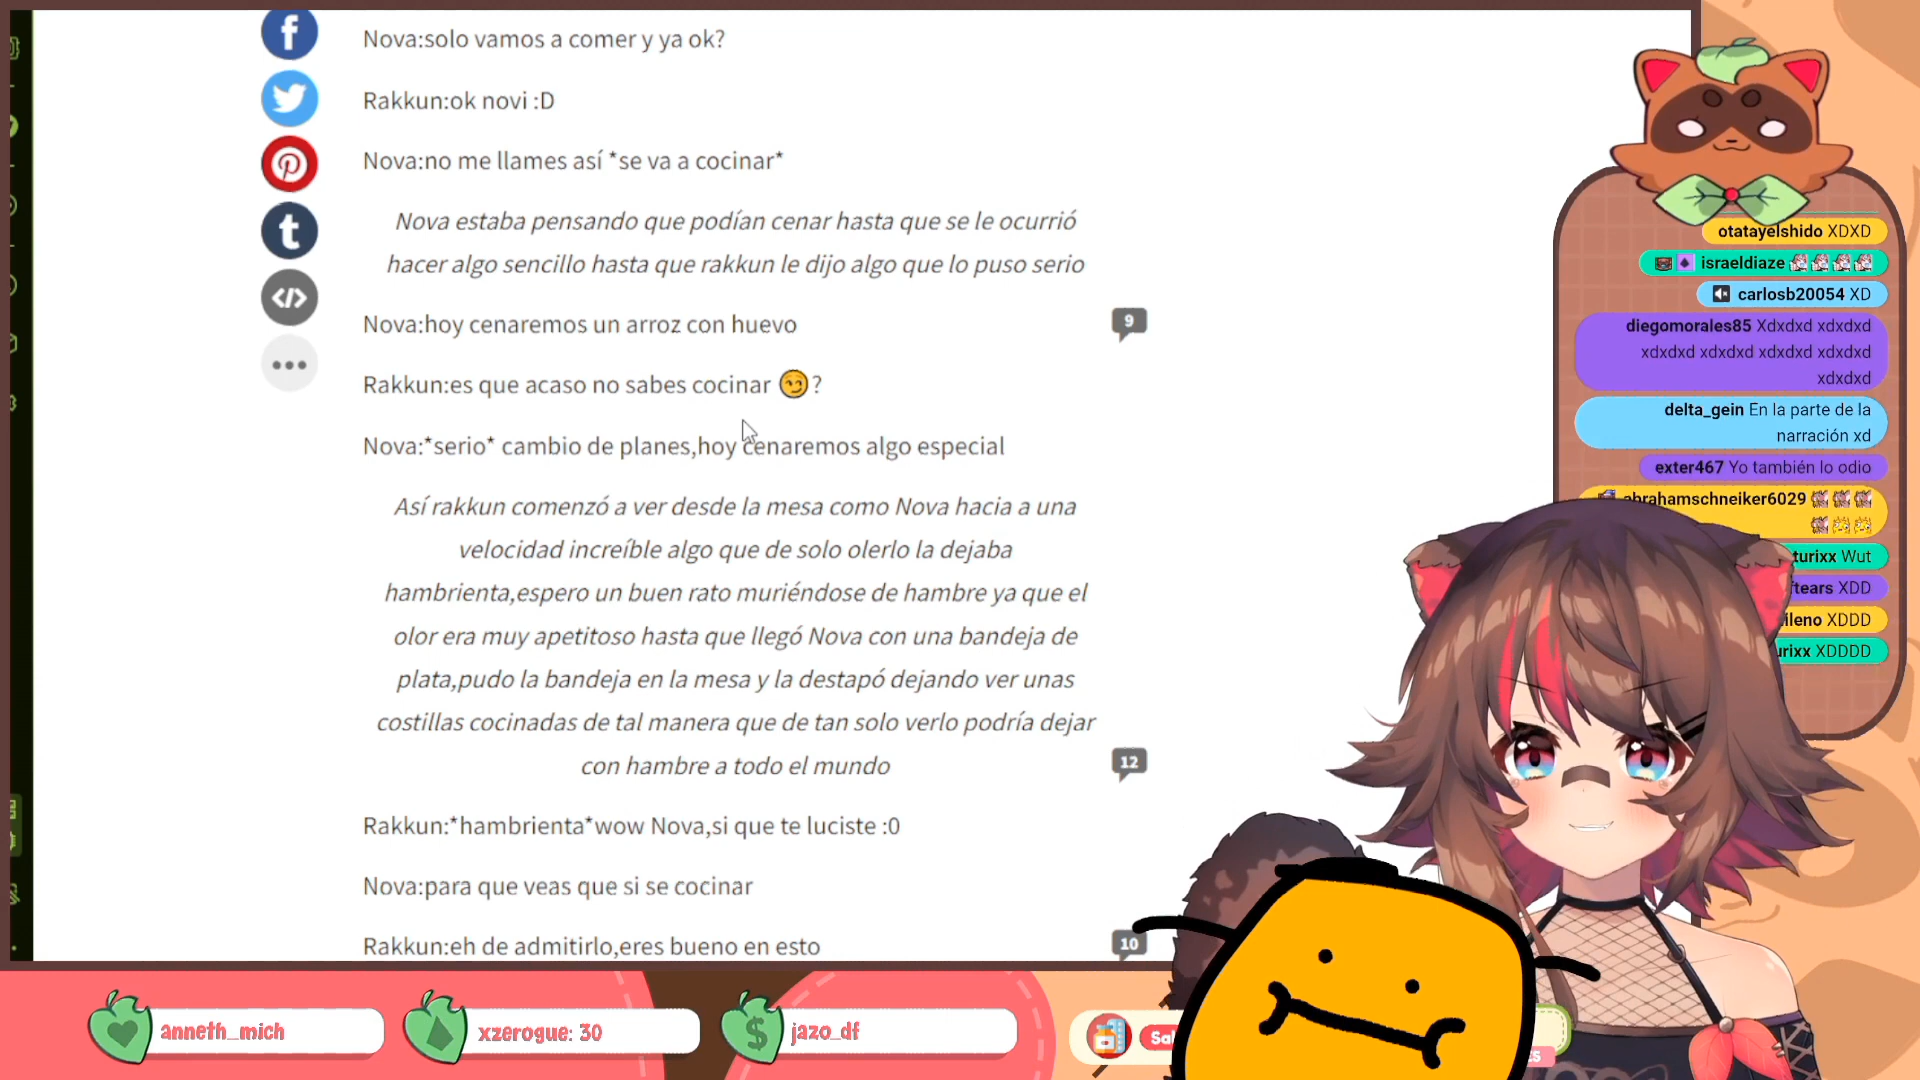 Nova:solo vamos a comer y ya ok?
Rakkun:ok novi :D
Nova:no me llames así *se va a cocinar*
Nova estaba pensando que podían cenar hasta que se le ocurrió
hacer algo sencillo hasta que rakkun le dijo algo que lo puso serio
Nova:hoy cenaremos un arroz con huevo
9
Rakkun:es que acaso no sabes cocinar 😏?
Nova:*serio* cambio de planes,hoy cenaremos algo especial
Así rakkun comenzó a ver desde la mesa como Nova hacia a una
velocidad increíble algo que de solo olerlo la dejaba
hambrienta,espero un buen rato muriéndose de hambre ya que el
olor era muy apetitoso hasta que llegó Nova con una bandeja de
plata,pudo la bandeja en la mesa y la destapó dejando ver unas
costillas cocinadas de tal manera que de tan solo verlo podría dejar
con hambre a todo el mundo
12
Rakkun:*hambrienta*wow Nova,si que te luciste :0
Nova:para que veas que si se cocinar
Rakkun:eh de admitirlo,eres bueno en esto
10
otatayelshido XDXD
israeldiaze
carlosb20054 XD
diegomorales85 Xdxdxd xdxdxd
xdxdxd xdxdxd xdxdxd xdxdxd
xdxdxd
delta_gein En la parte de la
narración xd
exter467 Yo también lo odio
abrahamschneiker6029
turixx Wut
tears XDD
ileno XDDD
urixx XDDDD
anneth_mich
xzerogue: 30
jazo_df